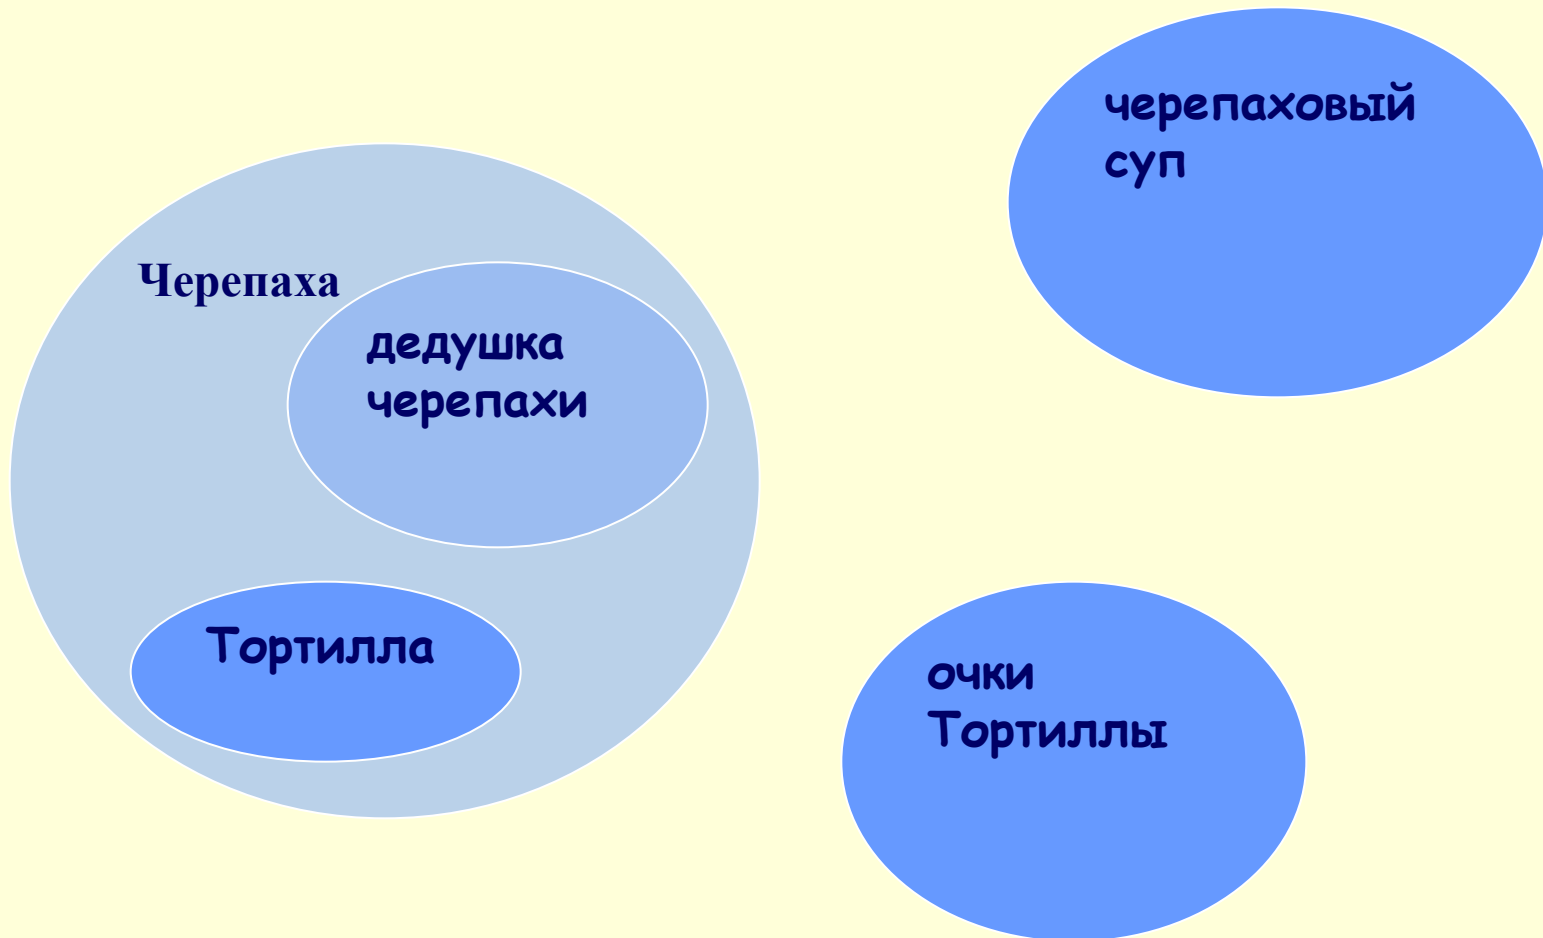 черепаховый
суп
Черепаха
дедушка
черепахи
Тортилла
очки
Тортиллы